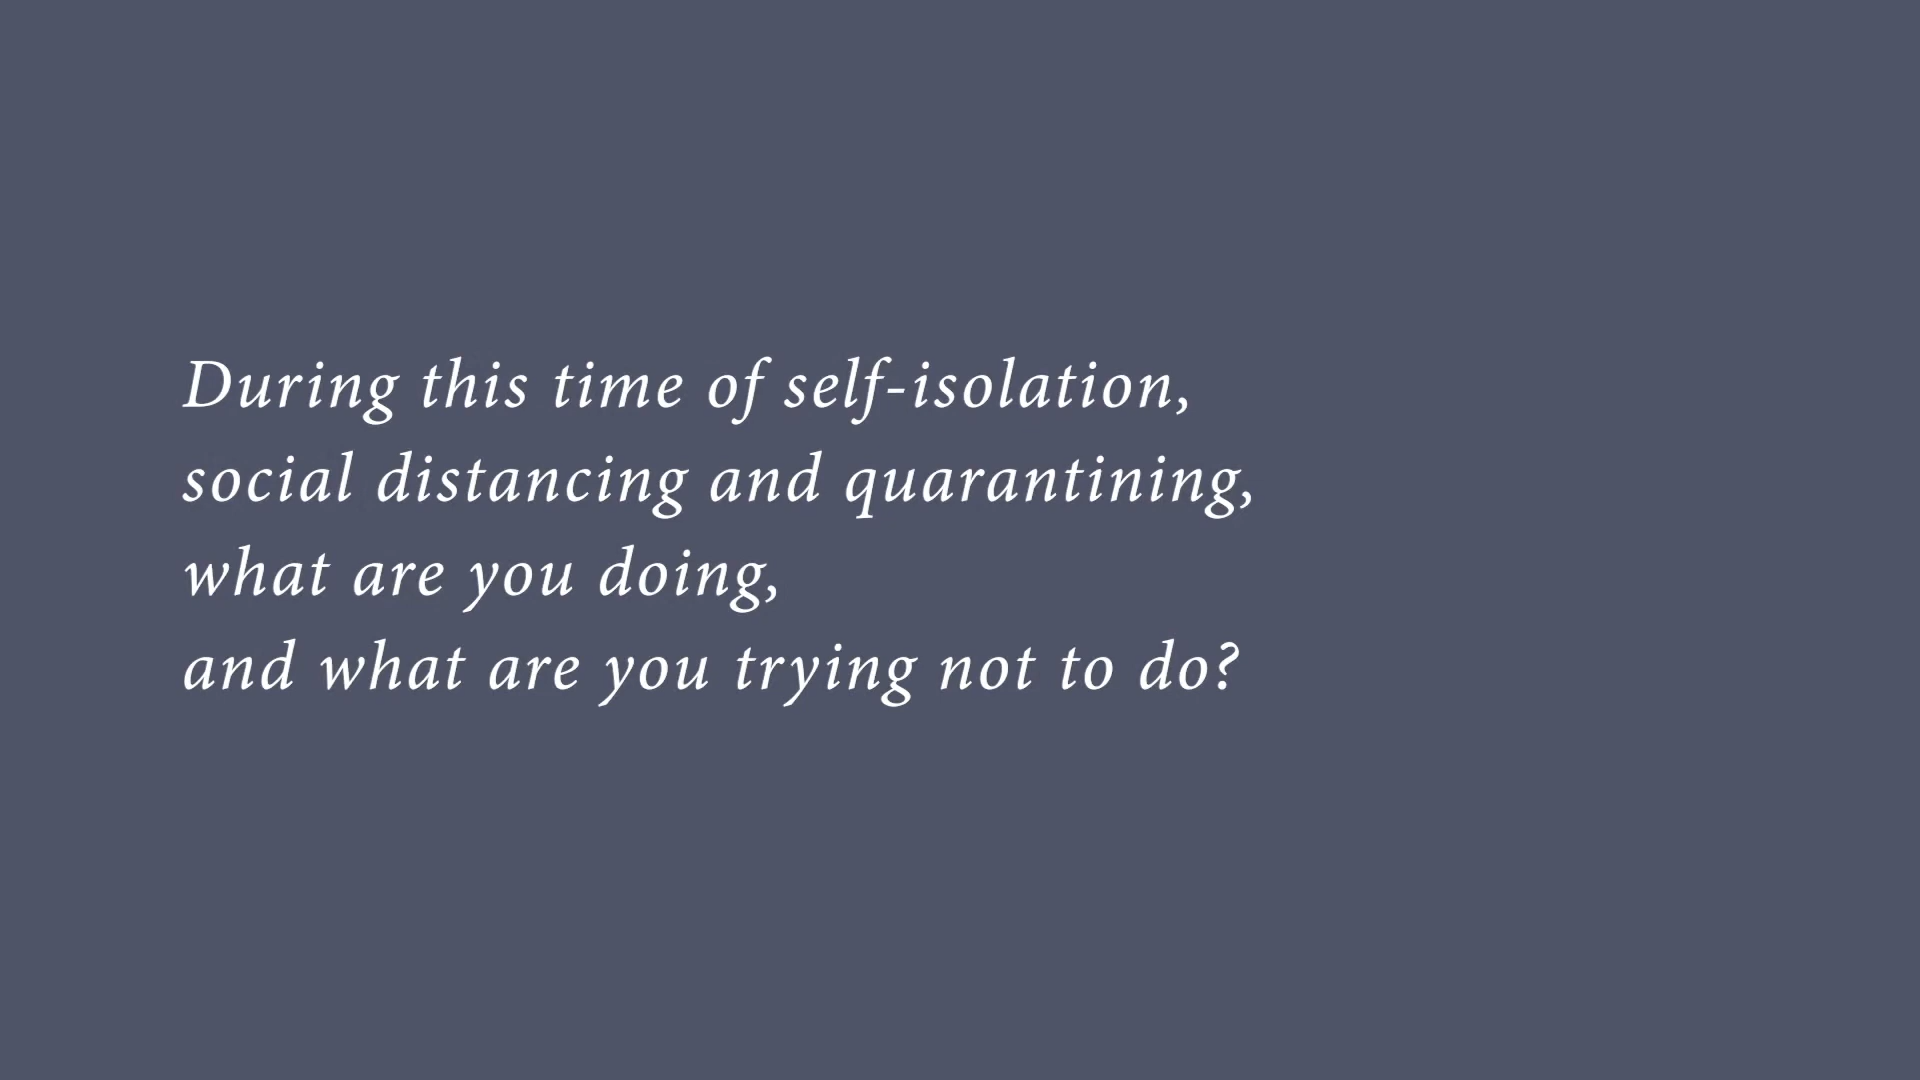 During this time of self-isolation,
social distancing and quarantining,
what are you doing,
and what are you trying not to do?